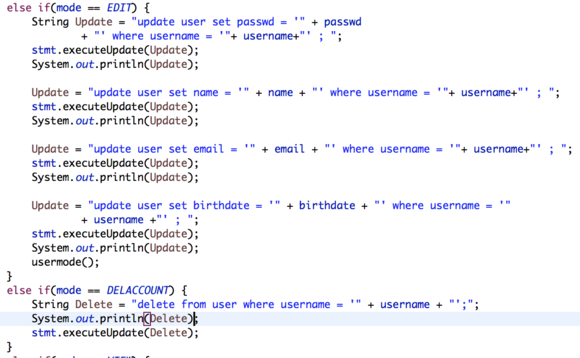 else if(mode == EDIT) {
String Update = "update user set passwd = '" + passwd
+ "' where username = '"+ username+"' ; ";
stmt.executeUpdate(Update);
System.out.println(Update);
Update = "update user set name = '" + name + "' where username = '"+ username+"' ; ";
stmt.executeUpdate(Update);
System.out.println(Update);
Update = "update user set email = '" + email + "' where username = '"+ username+"' ; ";
stmt.executeUpdate(Update);
System.out.println(Update);
Update = "update user set birthdate = '" + birthdate + "' where username = '"
+ username +"' ; ";
stmt.executeUpdate(Update);
System.out.println(Update);
usermode();
}
else if(mode == DELACCOUNT) {
String Delete = "delete from user where username = '" + username + "';";
System.out.println(Delete);
stmt.executeUpdate(Delete);
}